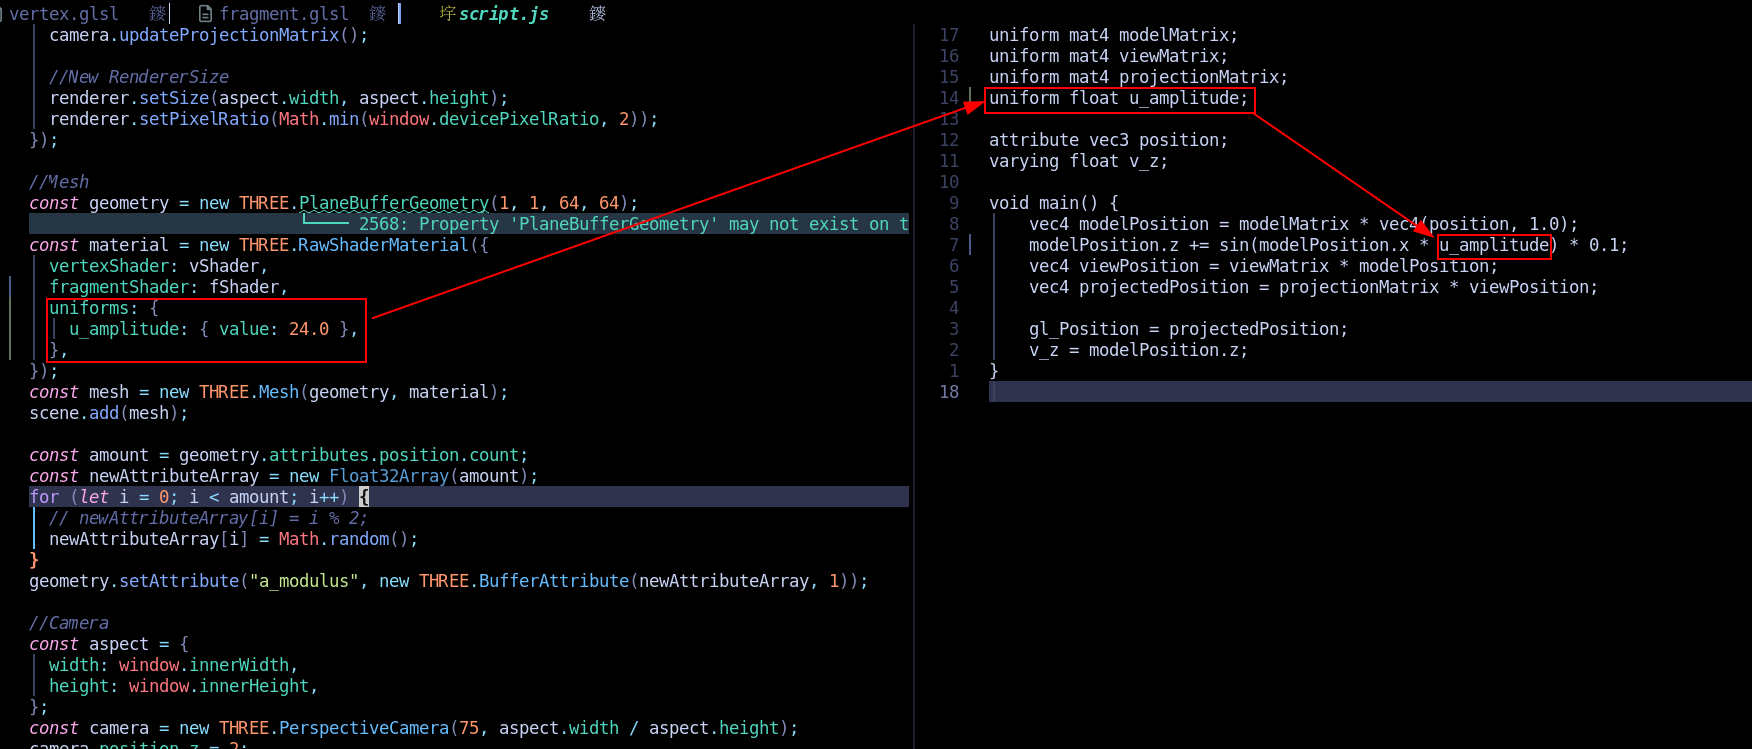 vertex.glsl fragment.glsl script.js
camera.updateProjectionMatrix();
//New RendererSize
renderer.setSize(aspect.width, aspect.height);
renderer.setPixelRatio(Math.min(window.devicePixelRatio, 2));
});
//Mesh
const geometry = new THREE.PlaneBufferGeometry(1, 1, 64, 64);
2568: Property 'PlaneBufferGeometry' may not exist on t
const material = new THREE.RawShaderMaterial({
vertexShader: vShader,
fragmentShader: fShader,
uniforms: {
u_amplitude: { value: 24.0 },
},
});
const mesh = new THREE.Mesh(geometry, material);
scene.add(mesh);
const amount = geometry.attributes.position.count;
const newAttributeArray = new Float32Array(amount);
for (let i = 0; i < amount; i++) {
// newAttributeArray[i] = i % 2;
newAttributeArray[i] = Math.random();
}
geometry.setAttribute("a_modulus", new THREE.BufferAttribute(newAttributeArray, 1));
//Camera
const aspect = {
width: window.innerWidth,
height: window.innerHeight,
};
const camera = new THREE.PerspectiveCamera(75, aspect.width / aspect.height);
camera.position.z = 2;
17 uniform mat4 modelMatrix;
16 uniform mat4 viewMatrix;
15 uniform mat4 projectionMatrix;
14 uniform float u_amplitude;
13
12 attribute vec3 position;
11 varying float v_z;
10
9 void main() {
8 vec4 modelPosition = modelMatrix * vec4(position, 1.0);
7 modelPosition.z += sin(modelPosition.x * u_amplitude) * 0.1;
6 vec4 viewPosition = viewMatrix * modelPosition;
5 vec4 projectedPosition = projectionMatrix * viewPosition;
4
3 gl_Position = projectedPosition;
2 v_z = modelPosition.z;
1 }
18